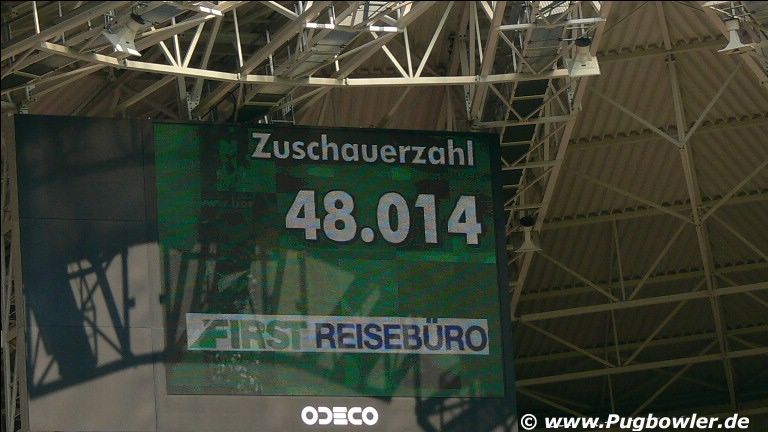 Zuschauerzahl
48.014
FIRST REISEBÜRO
ODECO
© www.Pugbowler.de